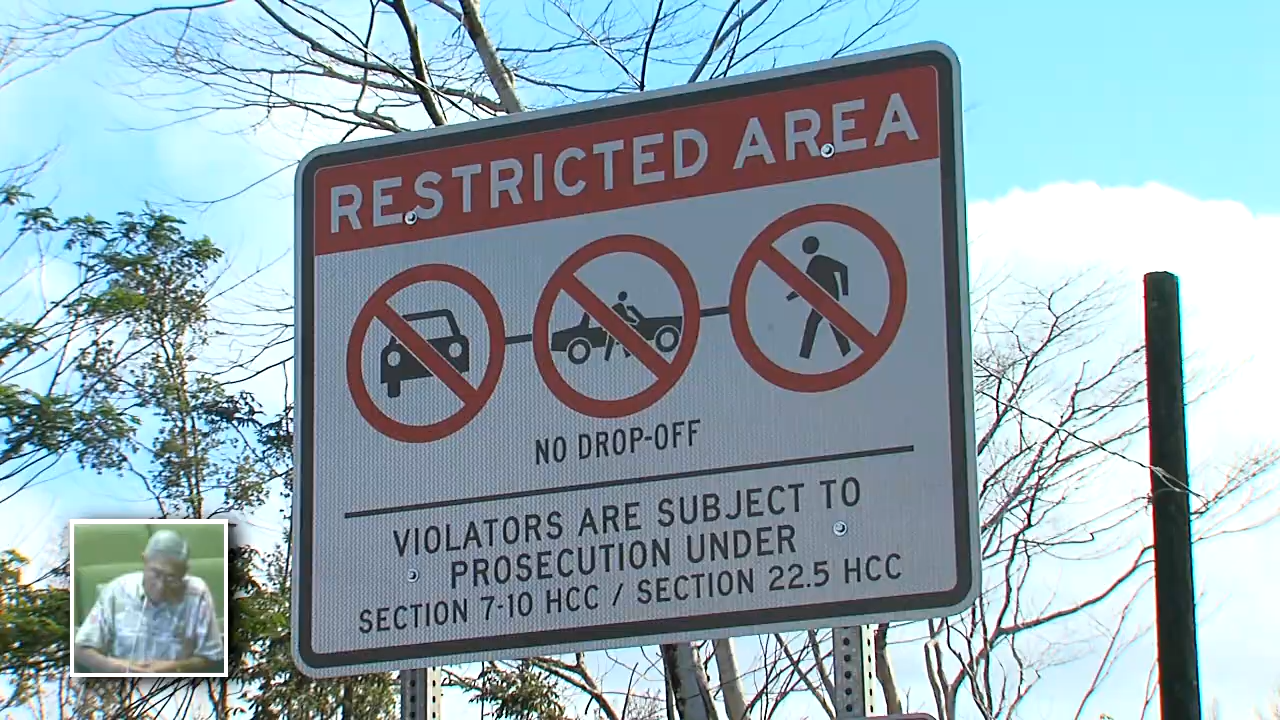 RESTRICTED AREA
NO DROP-OFF
VIOLATORS ARE SUBJECT TO
PROSECUTION UNDER
SECTION 7-10 HCC / SECTION 22.5 HCC